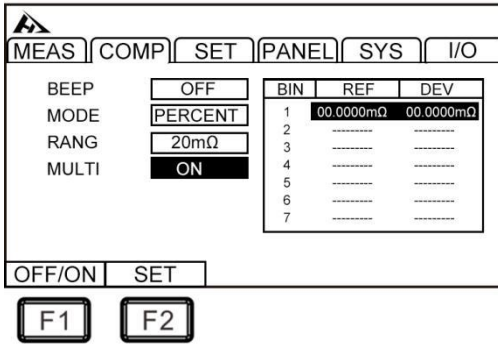 MEAS COMP SET PANEL SYS I/O
BEEP OFF
MODE PERCENT
RANG 20mΩ
MULTI ON
BIN REF DEV
1 00.0000mΩ 00.0000mΩ
2 --------- ---------
3 --------- ---------
4 --------- ---------
5 --------- ---------
6 --------- ---------
7 --------- ---------
OFF/ON SET
F1 F2